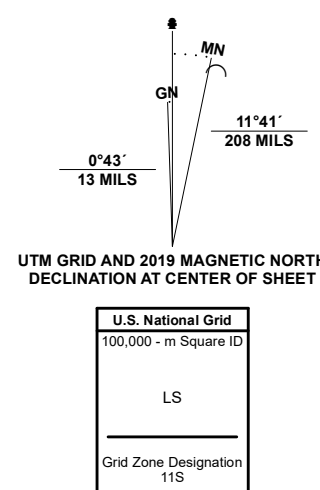 MN
GN
11°41´
208 MILS
0°43´
13 MILS
UTM GRID AND 2019 MAGNETIC NORTH
DECLINATION AT CENTER OF SHEET
U.S. National Grid
100,000 - m Square ID
LS
Grid Zone Designation
11S